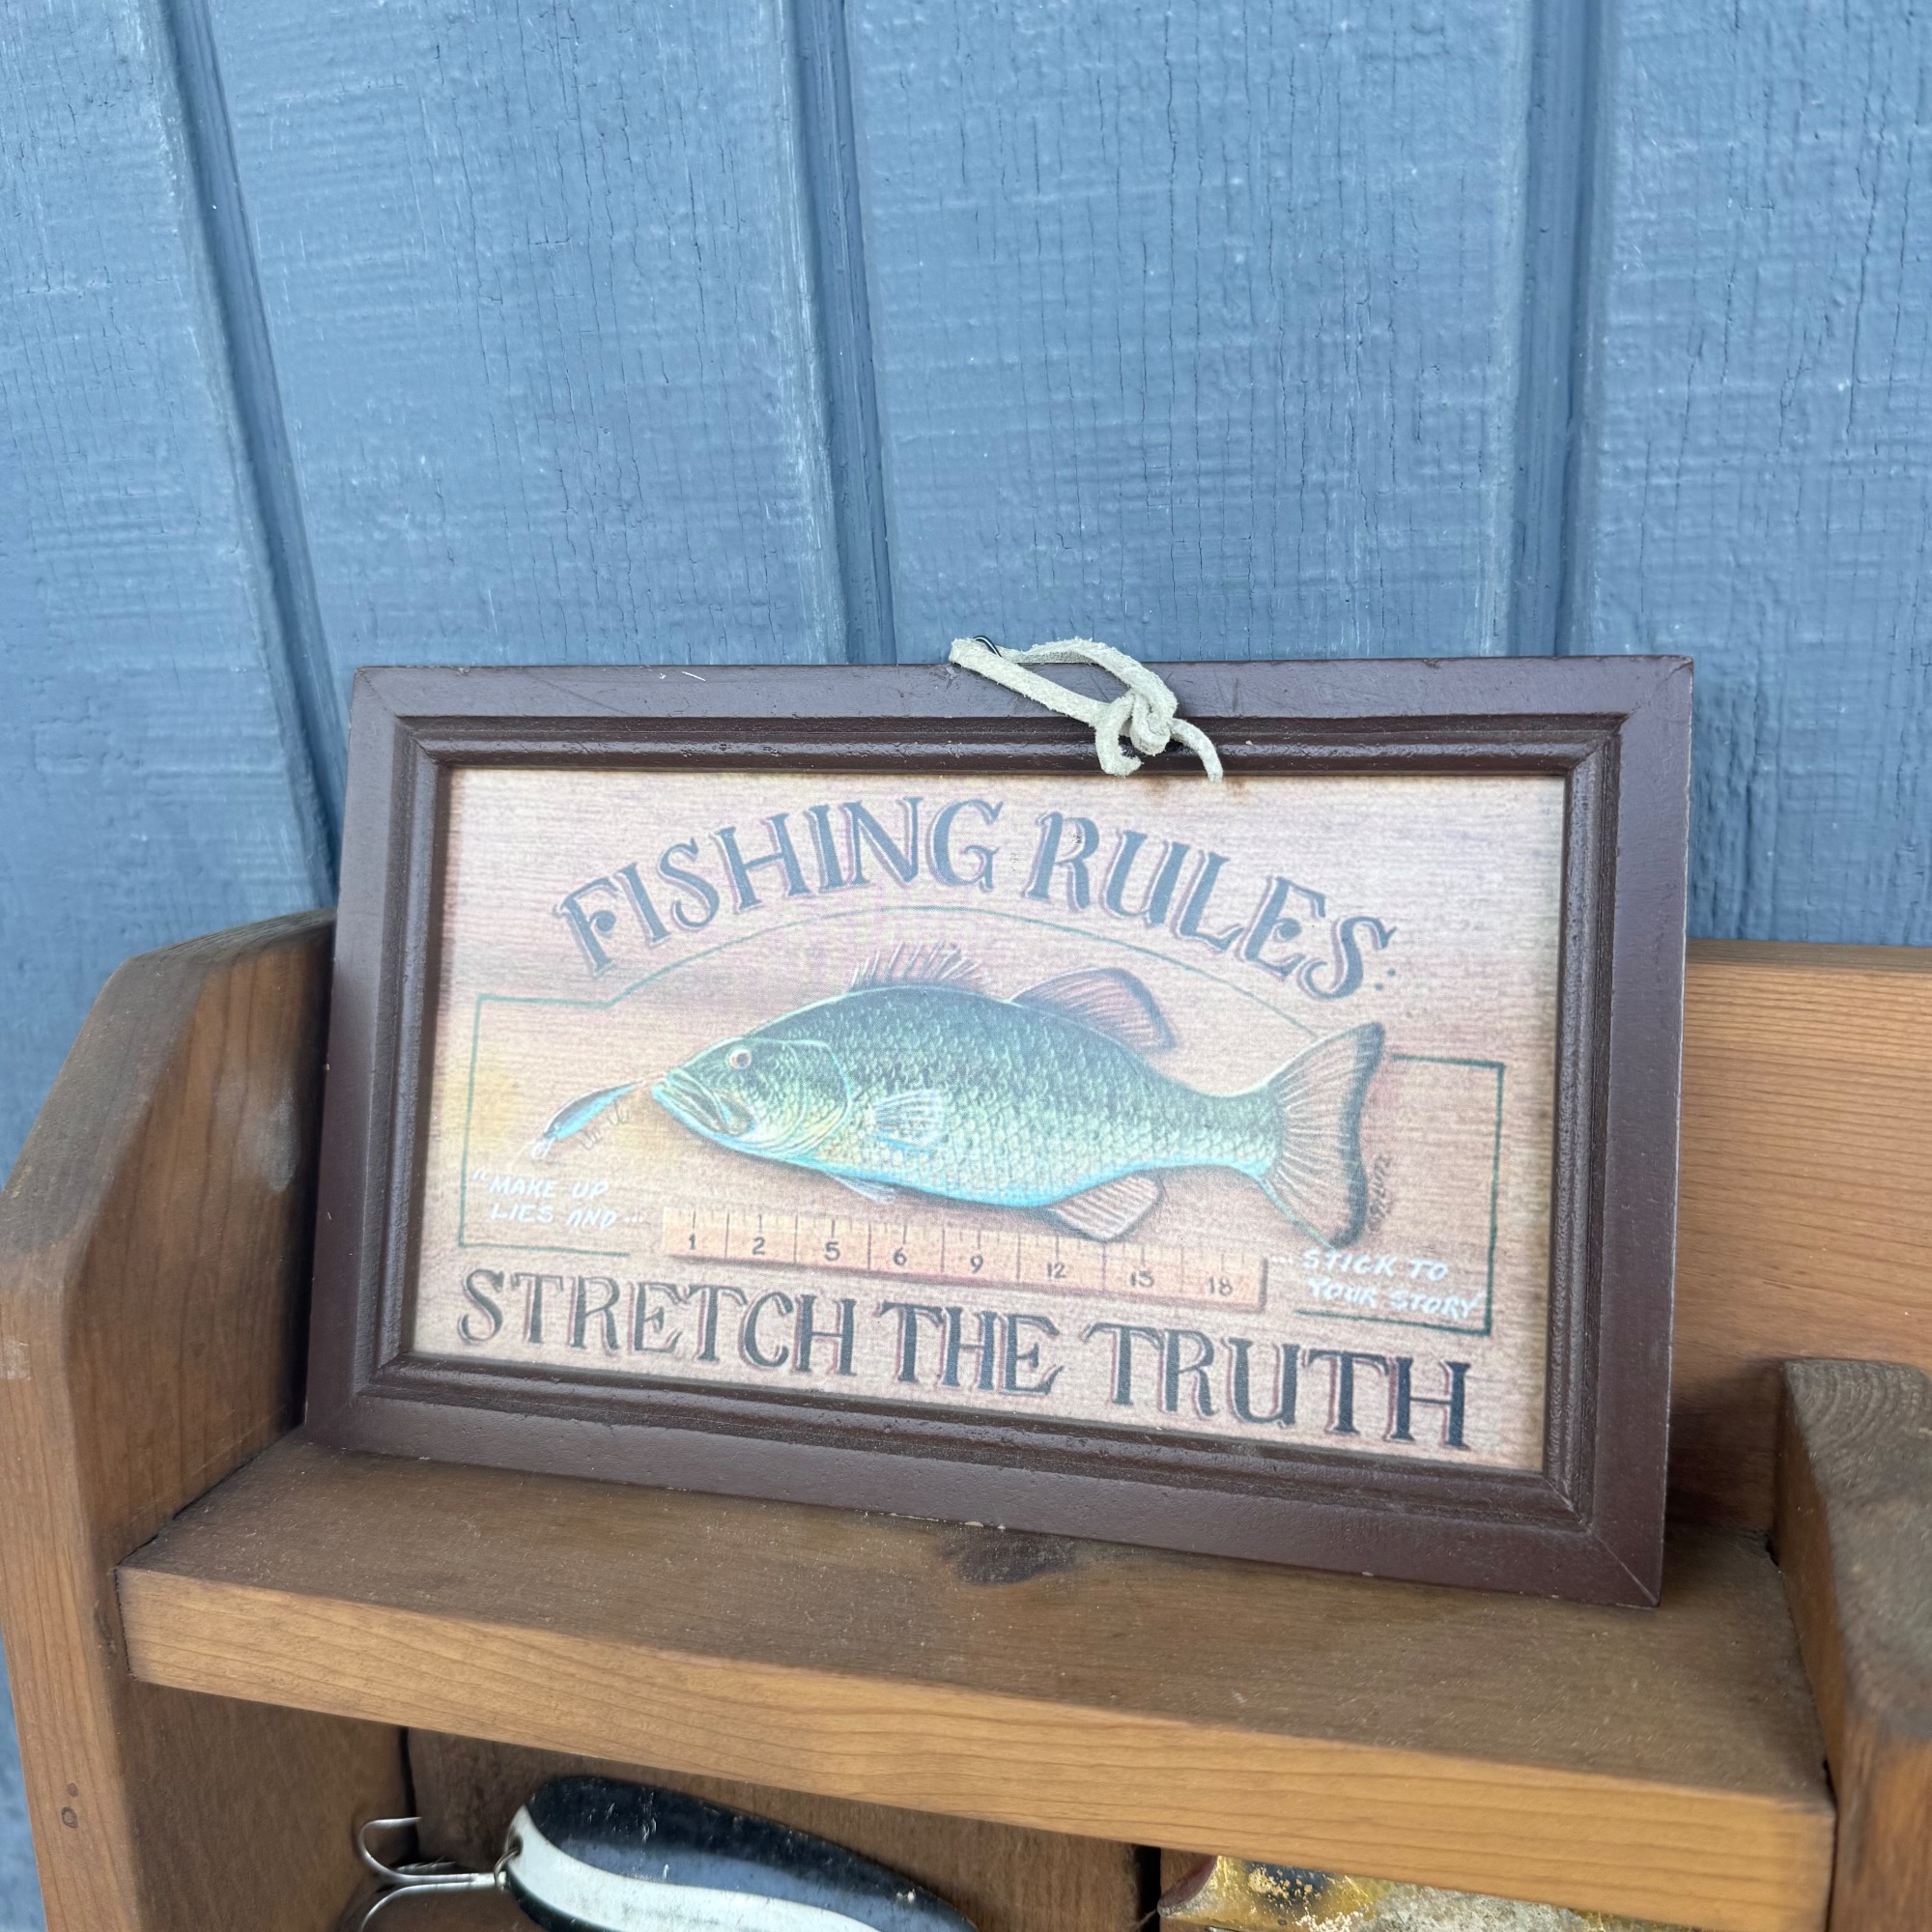 FISHING RULES:
"MAKE UP
LIES AND...
1 2 5 6 9 12 15 18
...STICK TO
YOUR STORY
STRETCH THE TRUTH